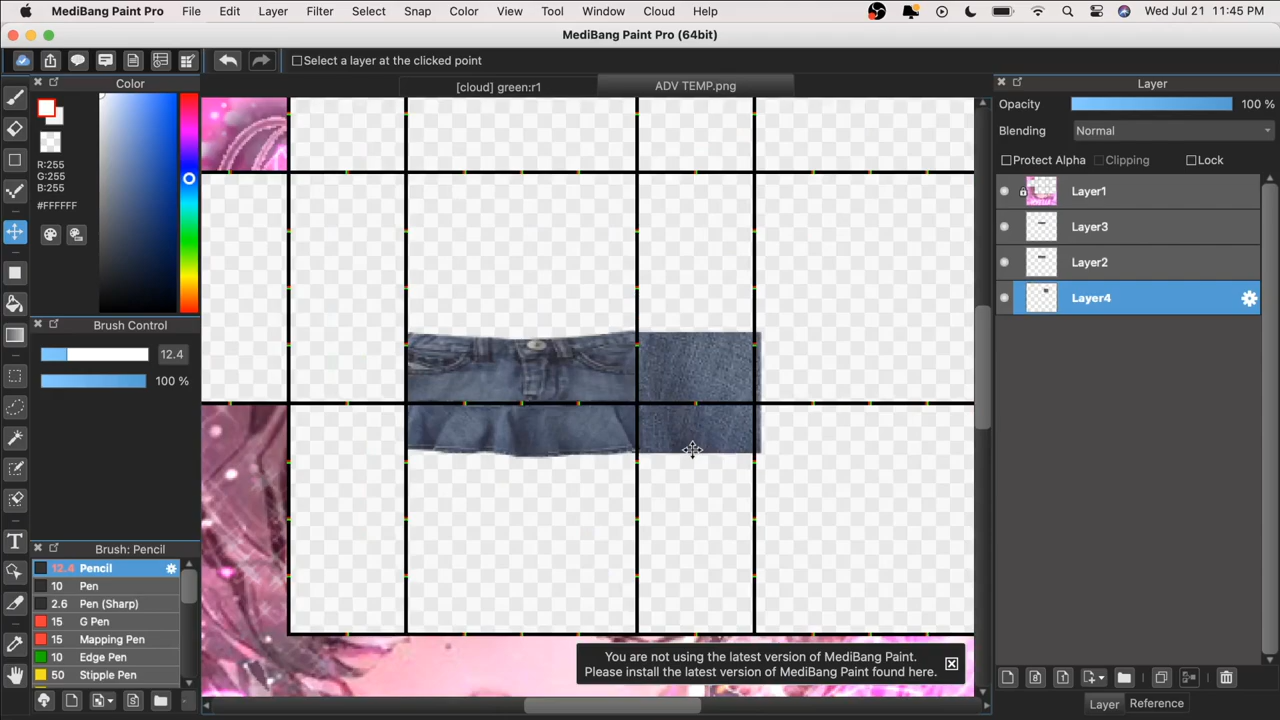 MediBang Paint Pro File Edit Layer Filter Select Snap Color View Tool Window Cloud Help Wed Jul 21 11:45 PM
MediBang Paint Pro (64bit)
Select a layer at the clicked point
Color
[cloud] green:r1
ADV TEMP.png
Layer
R:255
G:255
B:255
#FFFFFF
Brush Control
12.4
100 %
Brush: Pencil
12.4 Pencil
10 Pen
2.6 Pen (Sharp)
15 G Pen
15 Mapping Pen
10 Edge Pen
50 Stipple Pen
Opacity 100 %
Blending Normal
Protect Alpha Clipping Lock
Layer1
Layer3
Layer2
Layer4
You are not using the latest version of MediBang Paint.
Please install the latest version of MediBang Paint found here.
Layer Reference